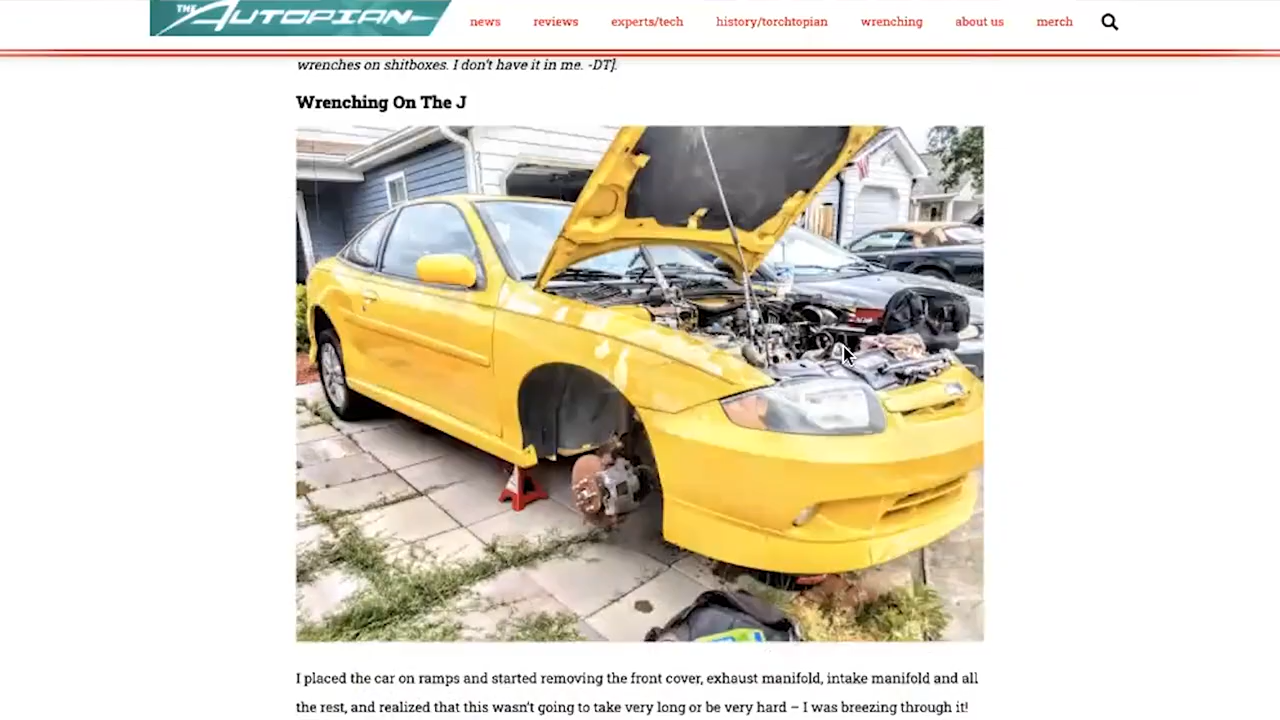 THE AUTOPIAN
news reviews experts/tech history/torchtopian wrenching about us merch
wrenches on shitboxes. I don't have it in me. -DT].
Wrenching On The J
I placed the car on ramps and started removing the front cover, exhaust manifold, intake manifold and all
the rest, and realized that this wasn't going to take very long or be very hard – I was breezing through it!